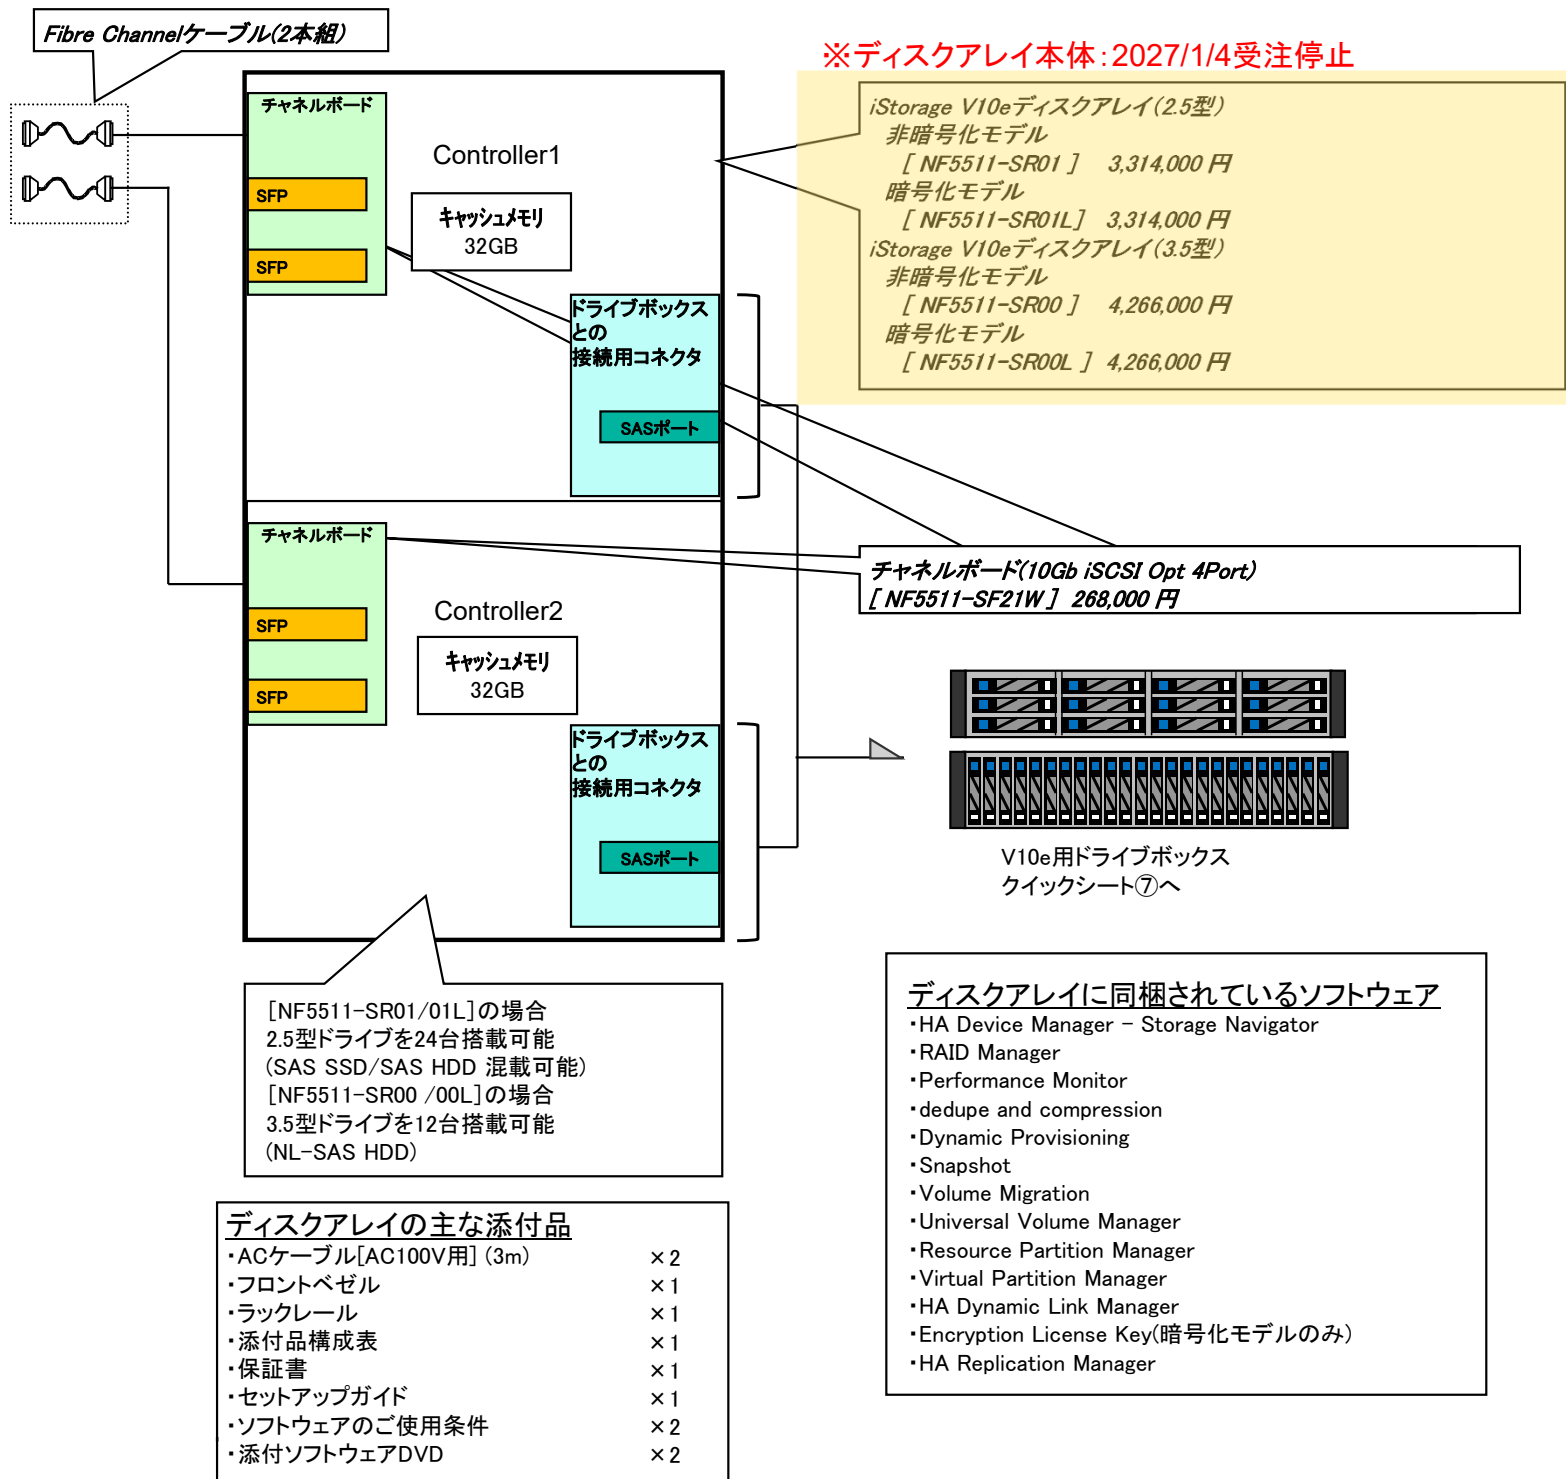 Fibre Channelケーブル(2本組)
※ディスクアレイ本体：2027/1/4受注停止
チャネルボード
SFP
SFP
Controller1
キャッシュメモリ
32GB
ドライブボックス
との
接続用コネクタ
SASポート
iStorage V10eディスクアレイ(2.5型)
非暗号化モデル
[ NF5511-SR01 ] 3,314,000 円
暗号化モデル
[ NF5511-SR01L] 3,314,000 円
iStorage V10eディスクアレイ(3.5型)
非暗号化モデル
[ NF5511-SR00 ] 4,266,000 円
暗号化モデル
[ NF5511-SR00L ] 4,266,000 円
チャネルボード
SFP
SFP
Controller2
キャッシュメモリ
32GB
ドライブボックス
との
接続用コネクタ
SASポート
チャネルボード(10Gb iSCSI Opt 4Port)
[ NF5511-SF21W ] 268,000 円
V10e用ドライブボックス
クイックシート⑦へ
[NF5511-SR01/01L]の場合
2.5型ドライブを24台搭載可能
(SAS SSD/SAS HDD 混載可能)
[NF5511-SR00 /00L]の場合
3.5型ドライブを12台搭載可能
(NL-SAS HDD)
ディスクアレイの主な添付品
・ACケーブル[AC100V用] (3m) ×2
・フロントベゼル ×1
・ラックレール ×1
・添付品構成表 ×1
・保証書 ×1
・セットアップガイド ×1
・ソフトウェアのご使用条件 ×2
・添付ソフトウェアDVD ×2
ディスクアレイに同梱されているソフトウェア
・HA Device Manager - Storage Navigator
・RAID Manager
・Performance Monitor
・dedupe and compression
・Dynamic Provisioning
・Snapshot
・Volume Migration
・Universal Volume Manager
・Resource Partition Manager
・Virtual Partition Manager
・HA Dynamic Link Manager
・Encryption License Key(暗号化モデルのみ)
・HA Replication Manager